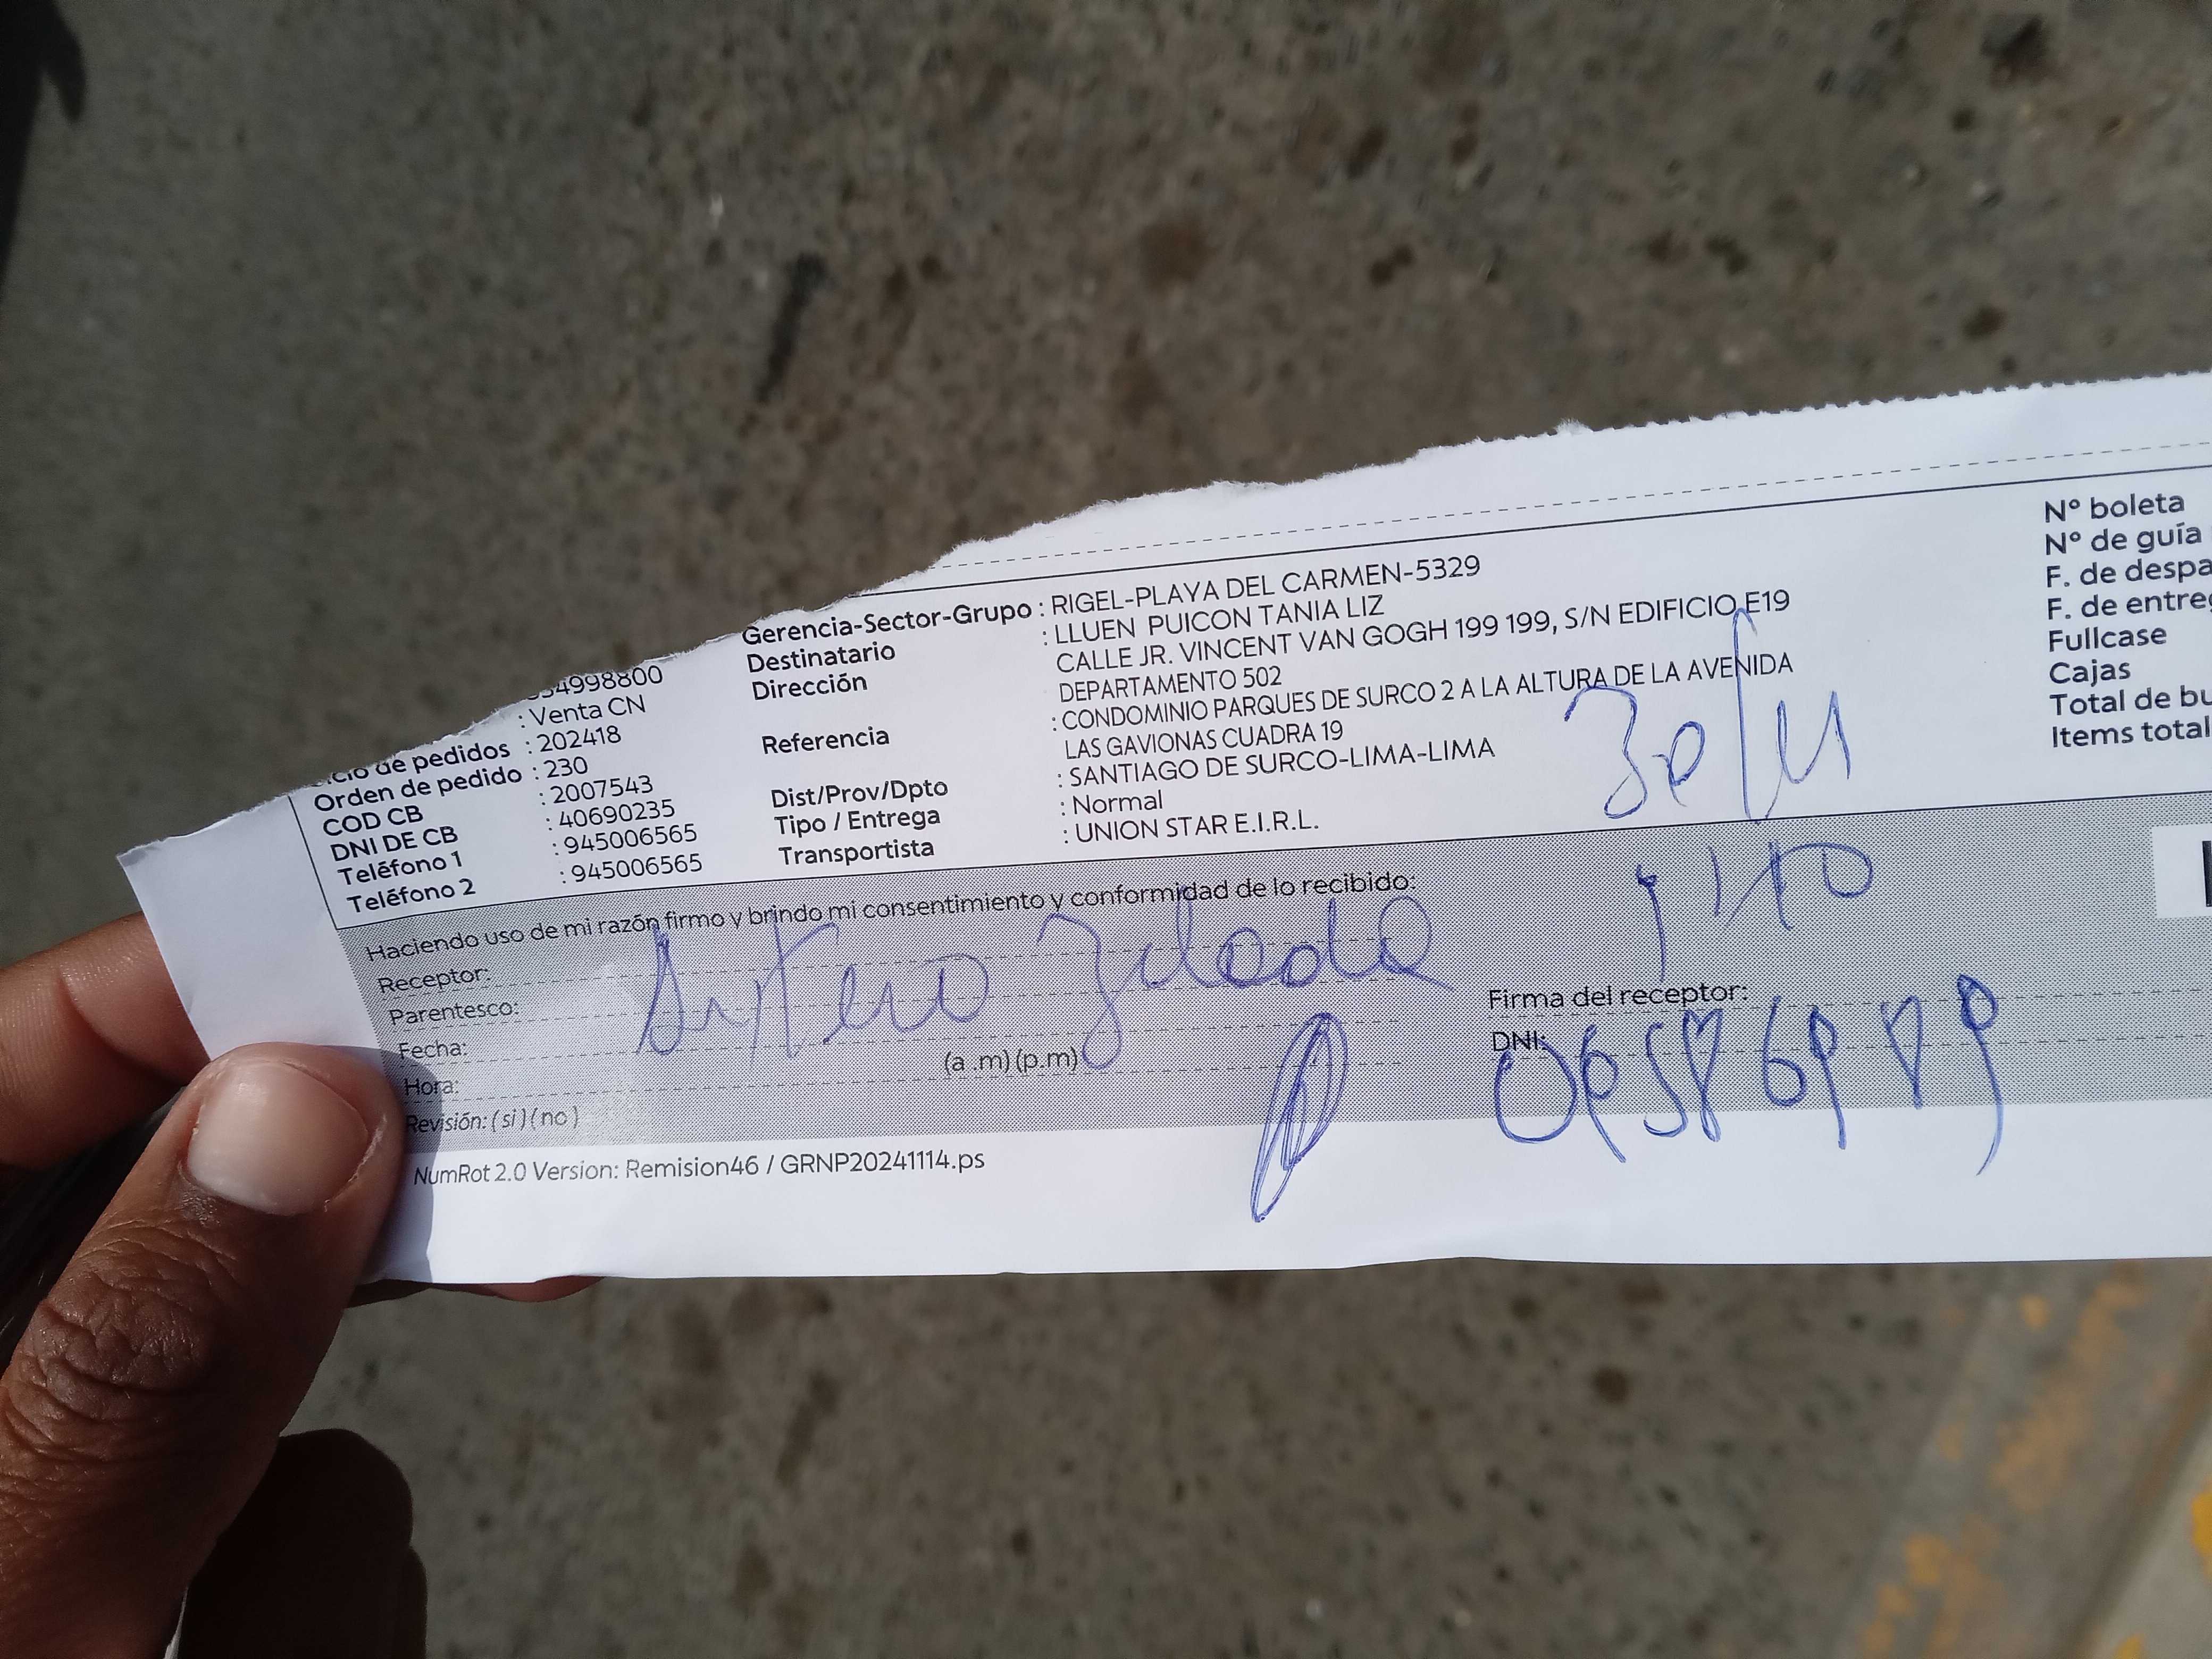 Gerencia-Sector-Grupo : RIGEL-PLAYA DEL CARMEN-5329
Destinatario : LLUEN PUICON TANIA LIZ
Dirección CALLE JR. VINCENT VAN GOGH 199 199, S/N EDIFICIO E19
DEPARTAMENTO 502
Referencia : CONDOMINIO PARQUES DE SURCO 2 A LA ALTURA DE LA AVENIDA
LAS GAVIONAS CUADRA 19
Dist/Prov/Dpto : SANTIAGO DE SURCO-LIMA-LIMA
Tipo / Entrega : Normal
Transportista : UNION STAR E.I.R.L.
34998800
: Venta CN
de pedidos : 202418
Orden de pedido : 230
COD CB : 2007543
DNI DE CB : 40690235
Teléfono 1 : 945006565
Teléfono 2 : 945006565
Nº boleta
Nº de guía
F. de despa
F. de entreg
Fullcase
Cajas
Total de bu
Items total
30/11
Haciendo uso de mi razón firmo y brindo mi consentimiento y conformidad de lo recibido:
Receptor:
Parentesco:
Fecha:
Hora: (a .m) (p.m)
Revisión: ( si ) ( no )
Firma del receptor:
DNI:
NumRot 2.0 Version: Remision46 / GRNP20241114.ps